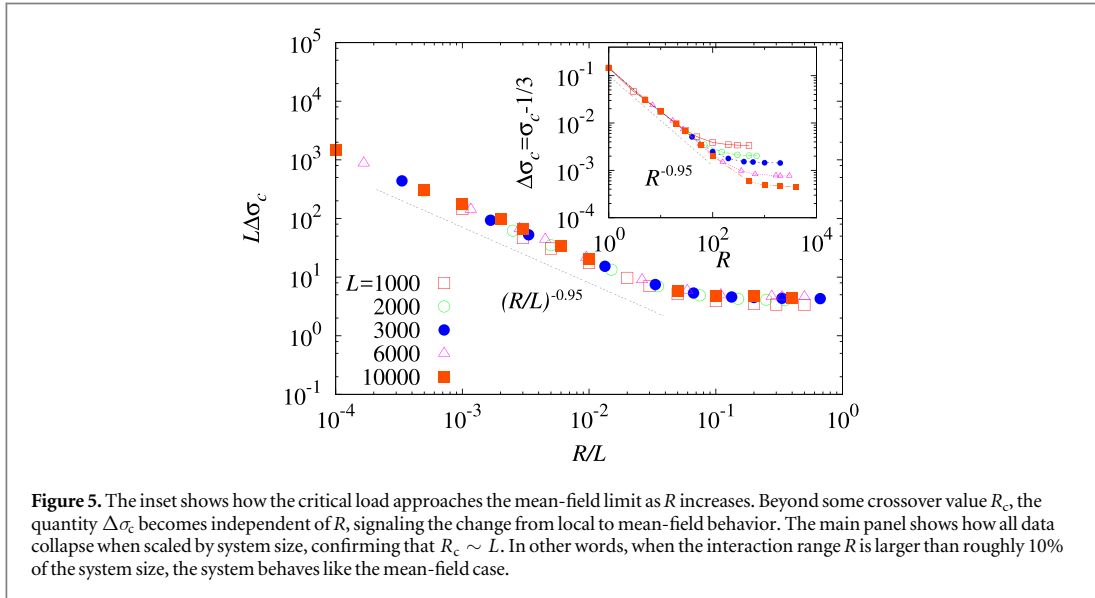 10^5
10^4
10^3
10^2
10^1
10^0
10^-1
LΔσ_c
10^-4
10^-3
10^-2
10^-1
10^0
R/L
L=1000
2000
3000
6000
10000
(R/L)^-0.95
10^-1
10^-2
10^-3
10^-4
Δσ_c=σ_c-1/3
R^-0.95
10^0
10^2
10^4
R
Figure 5. The inset shows how the critical load approaches the mean-field limit as R increases. Beyond some crossover value R_c, the
quantity Δσ_c becomes independent of R, signaling the change from local to mean-field behavior. The main panel shows how all data
collapse when scaled by system size, confirming that R_c ∼ L. In other words, when the interaction range R is larger than roughly 10%
of the system size, the system behaves like the mean-field case.